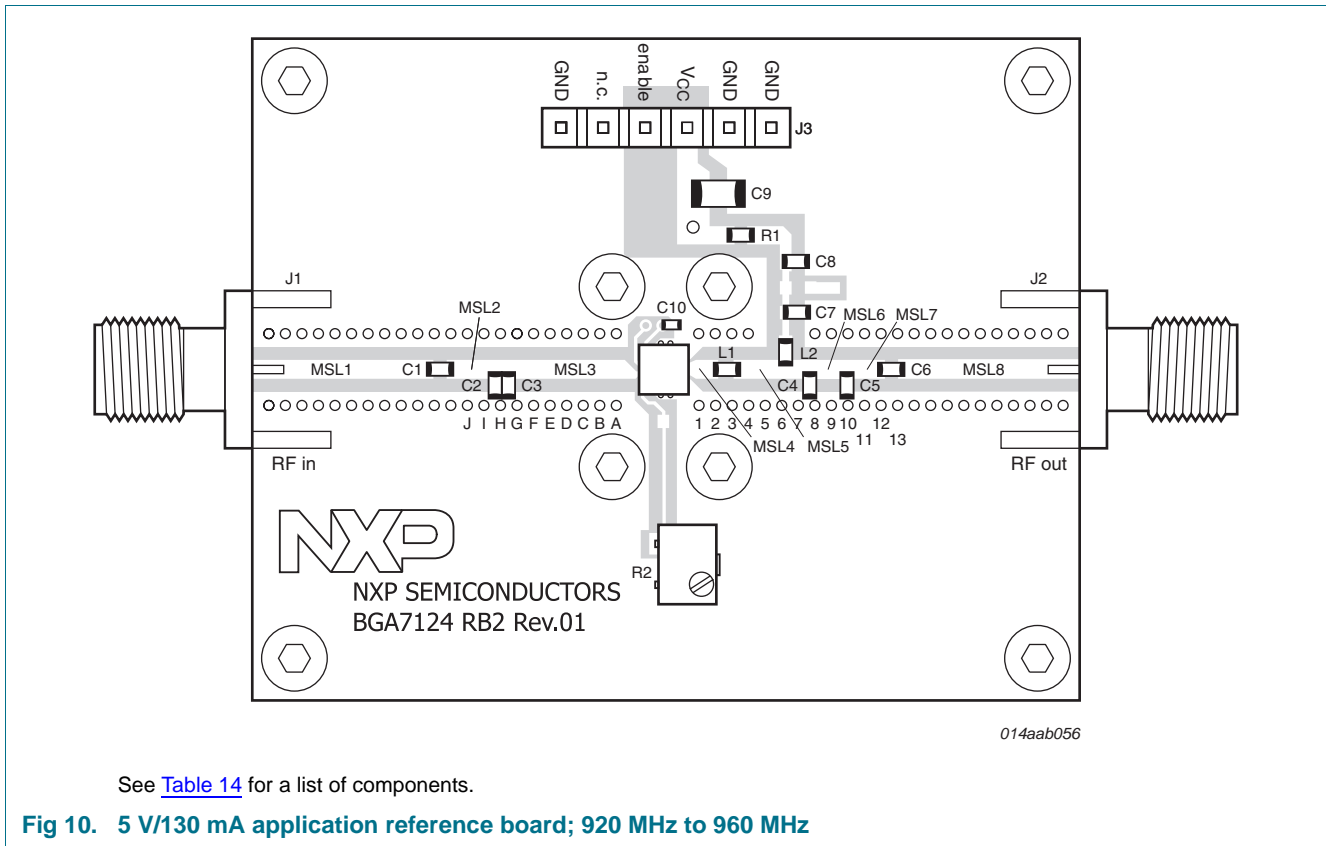 GND n.c. enable VCC GND GND
J3
C9
R1
C8
J1
J2
MSL2
C10
C7
MSL6
MSL7
MSL1
C1
MSL3
L1
L2
C6
MSL8
C2
C3
C4
C5
J I H G F E D C B A
1 2 3 4 5 6 7 8 9 10 12
11 13
MSL4
MSL5
RF in
RF out
NXP
R2
NXP SEMICONDUCTORS
BGA7124 RB2 Rev.01
014aab056
See Table 14 for a list of components.
Fig 10. 5 V/130 mA application reference board; 920 MHz to 960 MHz